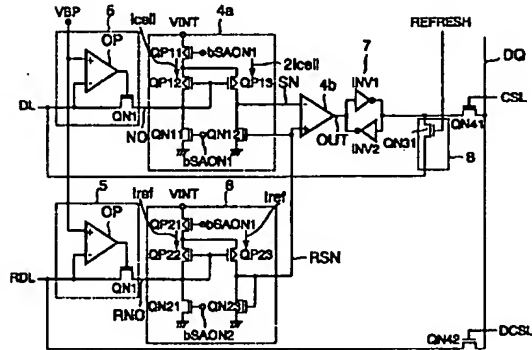 5 4a REFRESH
VBP VINT 7 DQ
Icell bSAON1
OP QP11 2Icell
QP12 QP13 SN INV1 CSL
DL QN1 4b
NO QN11 QN12 OUT INV2 QN31 QN41
bSAON1 8
5 Iref VINT 6 Iref
OP QP21 bSAON1
QP22 QP23 RSN
RDL QN1
RNO QN21 QN23 DCSL
bSAON2 QN42